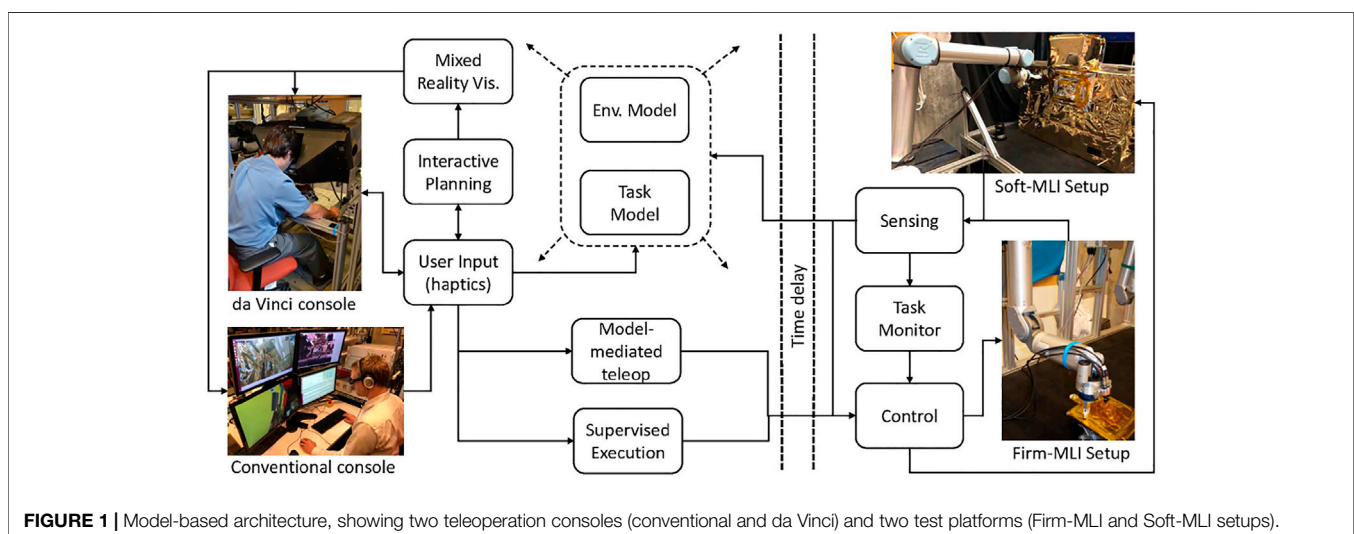 Mixed
Reality Vis.
Interactive
Planning
User Input
(haptics)
da Vinci console
Conventional console
Env. Model
Task
Model
Model-
mediated
teleop
Supervised
Execution
Time delay
Soft-MLI Setup
Sensing
Task
Monitor
Control
Firm-MLI Setup
FIGURE 1 | Model-based architecture, showing two teleoperation consoles (conventional and da Vinci) and two test platforms (Firm-MLI and Soft-MLI setups).